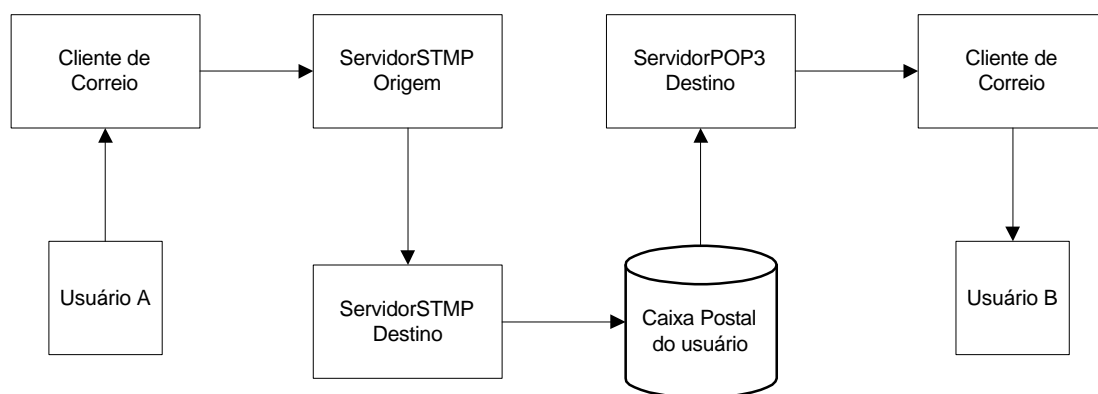 Cliente de
Correio
ServidorSTMP
Origem
ServidorPOP3
Destino
Cliente de
Correio
Usuário A
ServidorSTMP
Destino
Caixa Postal
do usuário
Usuário B